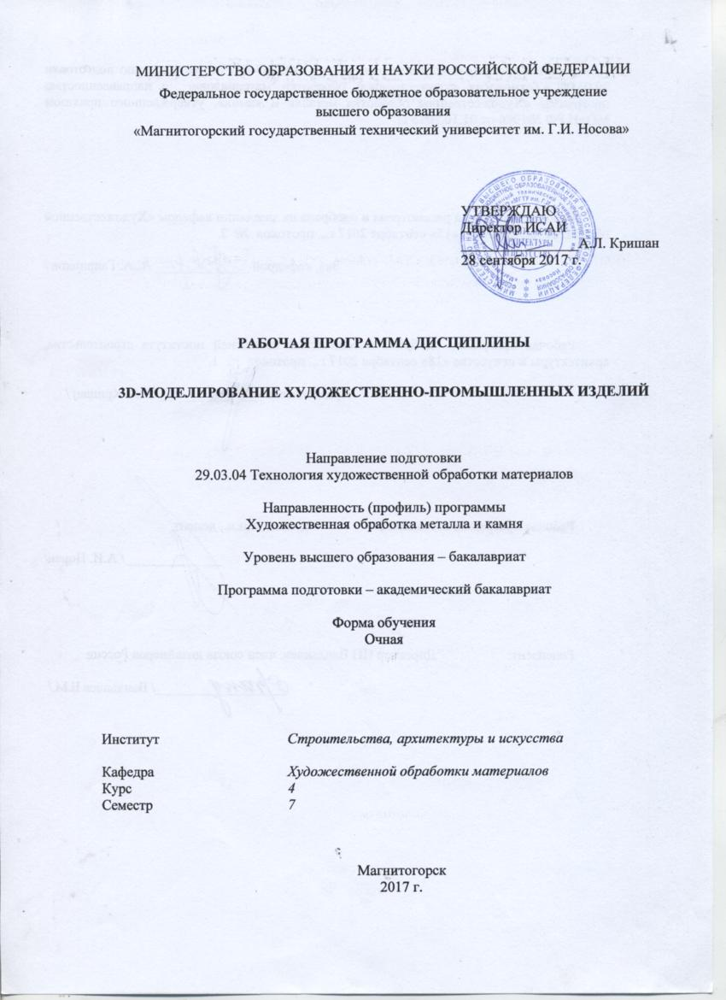 МИНИСТЕРСТВО ОБРАЗОВАНИЯ И НАУКИ РОССИЙСКОЙ ФЕДЕРАЦИИ
Федеральное государственное бюджетное образовательное учреждение
высшего образования
«Магнитогорский государственный технический университет им. Г.И. Носова»
УТВЕРЖДАЮ
Директор ИСАИ
А.Л. Кришан
28 сентября 2017 г.
РАБОЧАЯ ПРОГРАММА ДИСЦИПЛИНЫ
3D-МОДЕЛИРОВАНИЕ ХУДОЖЕСТВЕННО-ПРОМЫШЛЕННЫХ ИЗДЕЛИЙ
Направление подготовки
29.03.04 Технология художественной обработки материалов
Направленность (профиль) программы
Художественная обработка металла и камня
Уровень высшего образования – бакалавриат
Программа подготовки – академический бакалавриат
Форма обучения
Очная
Институт Строительства, архитектуры и искусства
Кафедра Художественной обработки материалов
Курс 4
Семестр 7
Магнитогорск
2017 г.